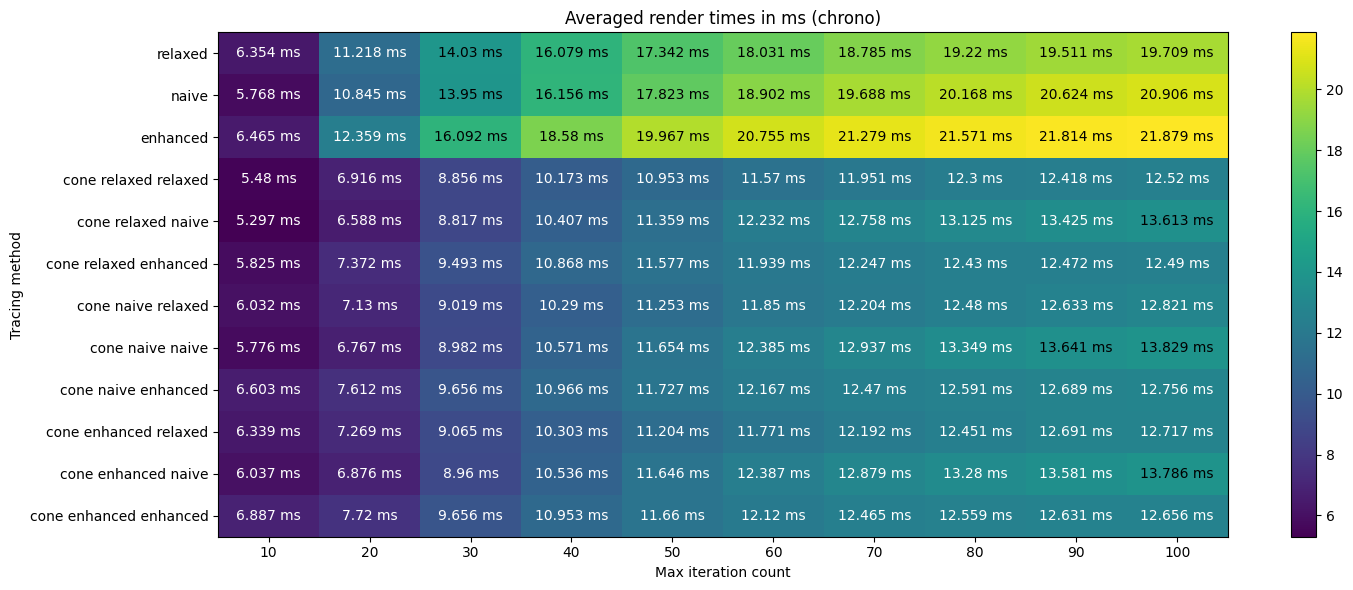 Averaged render times in ms (chrono)
Tracing method
relaxed 6.354 ms 11.218 ms 14.03 ms 16.079 ms 17.342 ms 18.031 ms 18.785 ms 19.22 ms 19.511 ms 19.709 ms
naive 5.768 ms 10.845 ms 13.95 ms 16.156 ms 17.823 ms 18.902 ms 19.688 ms 20.168 ms 20.624 ms 20.906 ms
enhanced 6.465 ms 12.359 ms 16.092 ms 18.58 ms 19.967 ms 20.755 ms 21.279 ms 21.571 ms 21.814 ms 21.879 ms
cone relaxed relaxed 5.48 ms 6.916 ms 8.856 ms 10.173 ms 10.953 ms 11.57 ms 11.951 ms 12.3 ms 12.418 ms 12.52 ms
cone relaxed naive 5.297 ms 6.588 ms 8.817 ms 10.407 ms 11.359 ms 12.232 ms 12.758 ms 13.125 ms 13.425 ms 13.613 ms
cone relaxed enhanced 5.825 ms 7.372 ms 9.493 ms 10.868 ms 11.577 ms 11.939 ms 12.247 ms 12.43 ms 12.472 ms 12.49 ms
cone naive relaxed 6.032 ms 7.13 ms 9.019 ms 10.29 ms 11.253 ms 11.85 ms 12.204 ms 12.48 ms 12.633 ms 12.821 ms
cone naive naive 5.776 ms 6.767 ms 8.982 ms 10.571 ms 11.654 ms 12.385 ms 12.937 ms 13.349 ms 13.641 ms 13.829 ms
cone naive enhanced 6.603 ms 7.612 ms 9.656 ms 10.966 ms 11.727 ms 12.167 ms 12.47 ms 12.591 ms 12.689 ms 12.756 ms
cone enhanced relaxed 6.339 ms 7.269 ms 9.065 ms 10.303 ms 11.204 ms 11.771 ms 12.192 ms 12.451 ms 12.691 ms 12.717 ms
cone enhanced naive 6.037 ms 6.876 ms 8.96 ms 10.536 ms 11.646 ms 12.387 ms 12.879 ms 13.28 ms 13.581 ms 13.786 ms
cone enhanced enhanced 6.887 ms 7.72 ms 9.656 ms 10.953 ms 11.66 ms 12.12 ms 12.465 ms 12.559 ms 12.631 ms 12.656 ms
10 20 30 40 50 60 70 80 90 100
Max iteration count
20
18
16
14
12
10
8
6